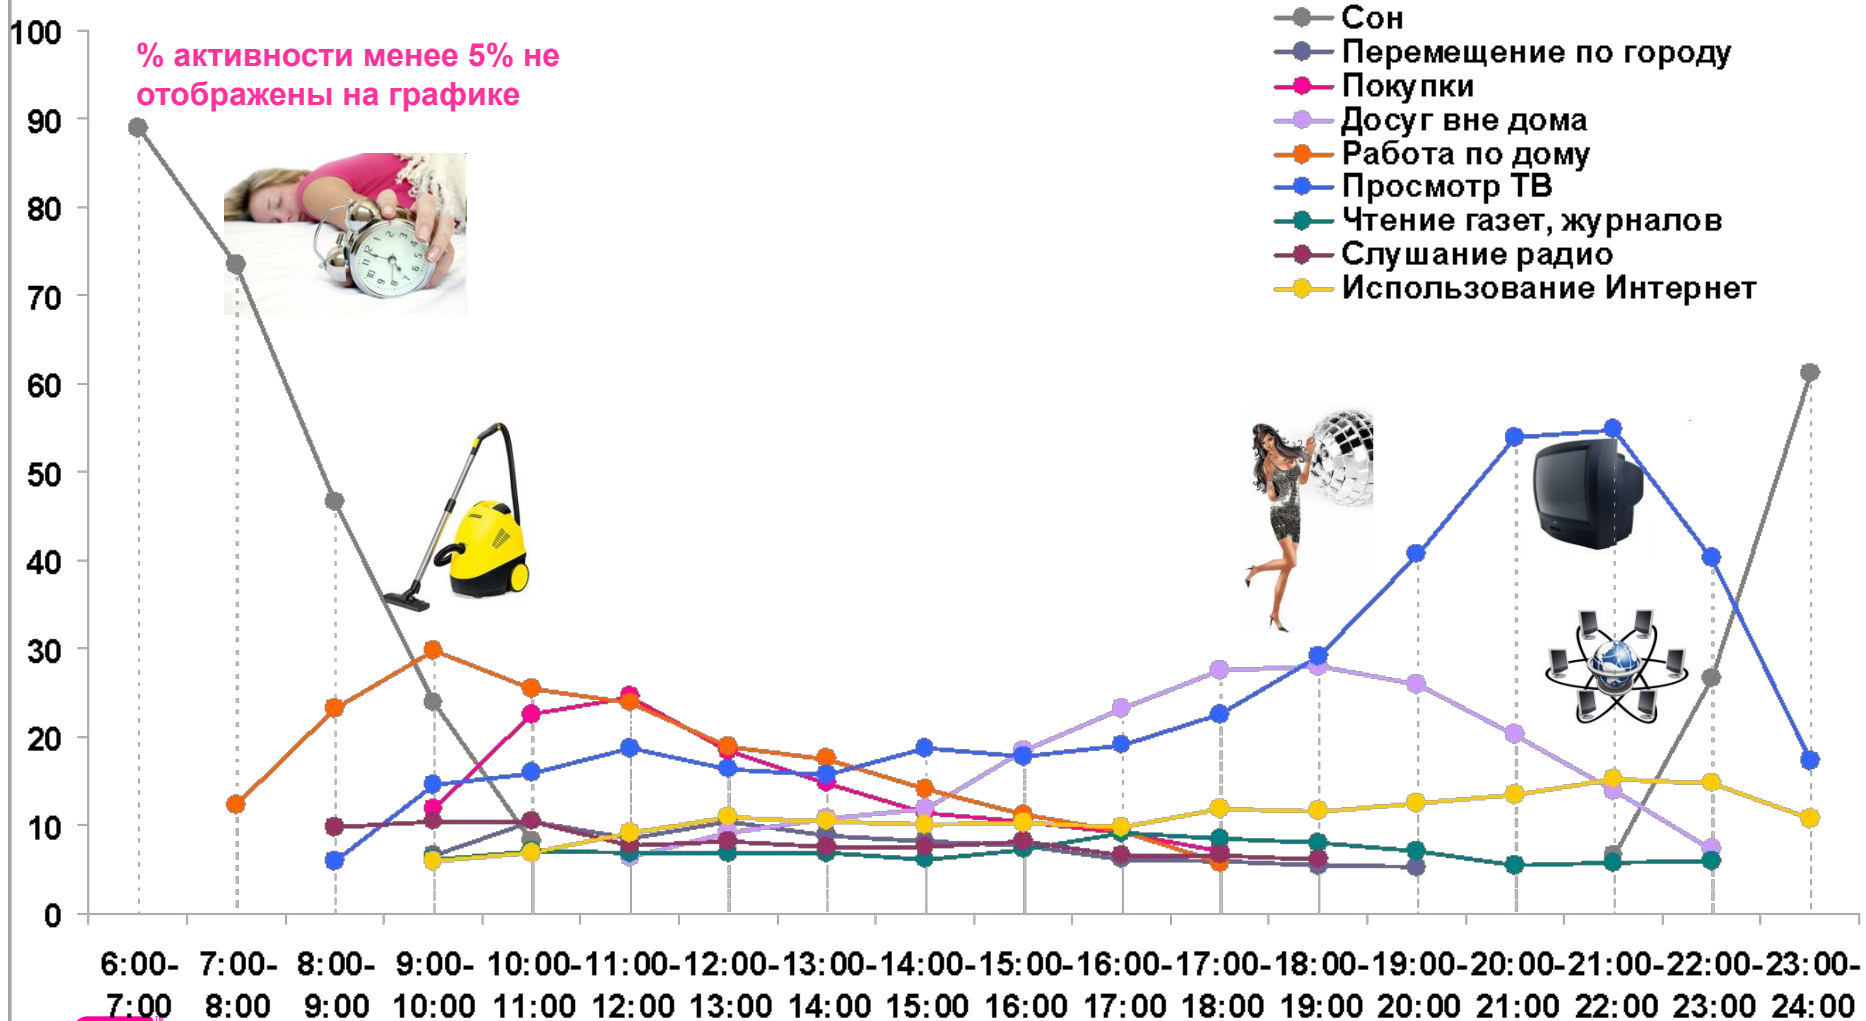 % активности менее 5% не
отображены на графике
Сон
Перемещение по городу
Покупки
Досуг вне дома
Работа по дому
Просмотр ТВ
Чтение газет, журналов
Слушание радио
Использование Интернет
100
90
80
70
60
50
40
30
20
10
0
6:00- 7:00- 8:00- 9:00- 10:00- 11:00- 12:00- 13:00- 14:00- 15:00- 16:00- 17:00- 18:00- 19:00- 20:00- 21:00- 22:00- 23:00-
7:00 8:00 9:00 10:00 11:00 12:00 13:00 14:00 15:00 16:00 17:00 18:00 19:00 20:00 21:00 22:00 23:00 24:00